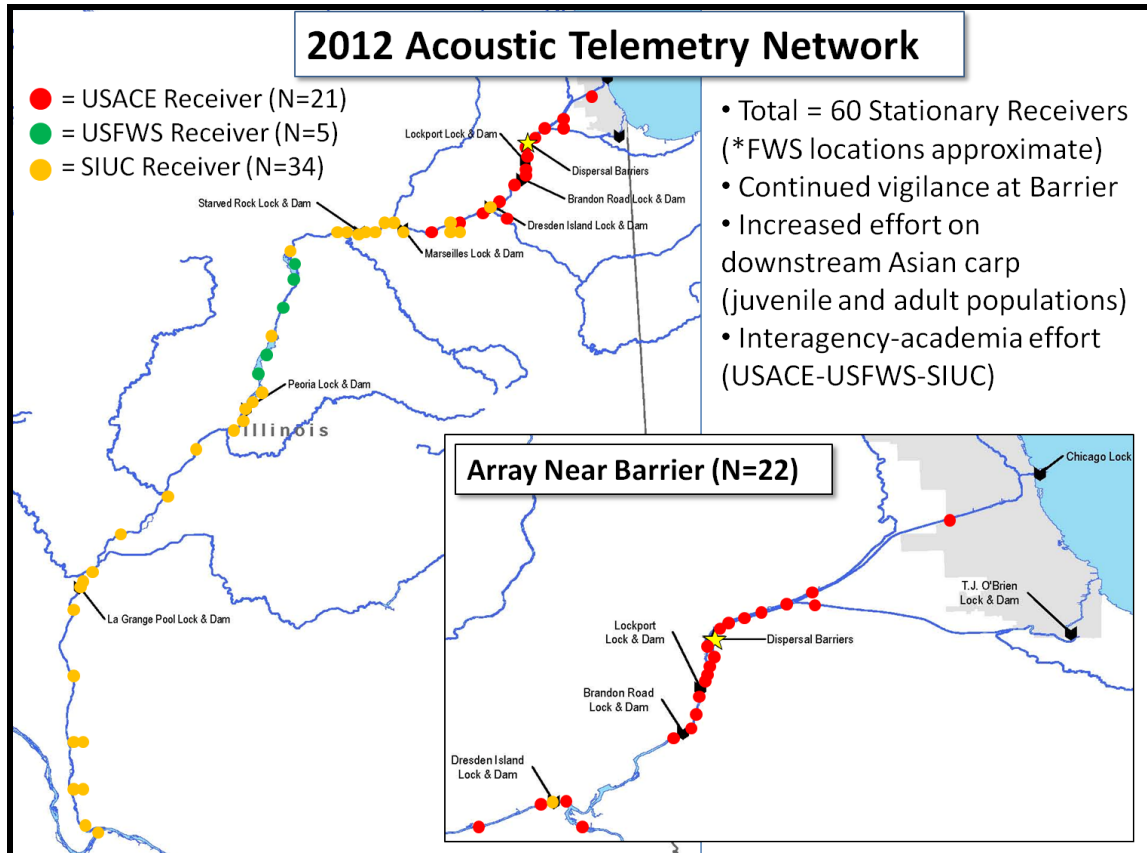 2012 Acoustic Telemetry Network
= USACE Receiver (N=21)
= USFWS Receiver (N=5)
= SIUC Receiver (N=34)
Lockport Lock & Dam
Dispersal Barriers
Brandon Road Lock & Dam
Starved Rock Lock & Dam
Dresden Island Lock & Dam
Marseilles Lock & Dam
Peoria Lock & Dam
Illinois
La Grange Pool Lock & Dam
• Total = 60 Stationary Receivers
(*FWS locations approximate)
• Continued vigilance at Barrier
• Increased effort on
downstream Asian carp
(juvenile and adult populations)
• Interagency-academia effort
(USACE-USFWS-SIUC)
Array Near Barrier (N=22)
Chicago Lock
T.J. O'Brien
Lock & Dam
Lockport
Lock & Dam
Dispersal Barriers
Brandon Road
Lock & Dam
Dresden Island
Lock & Dam